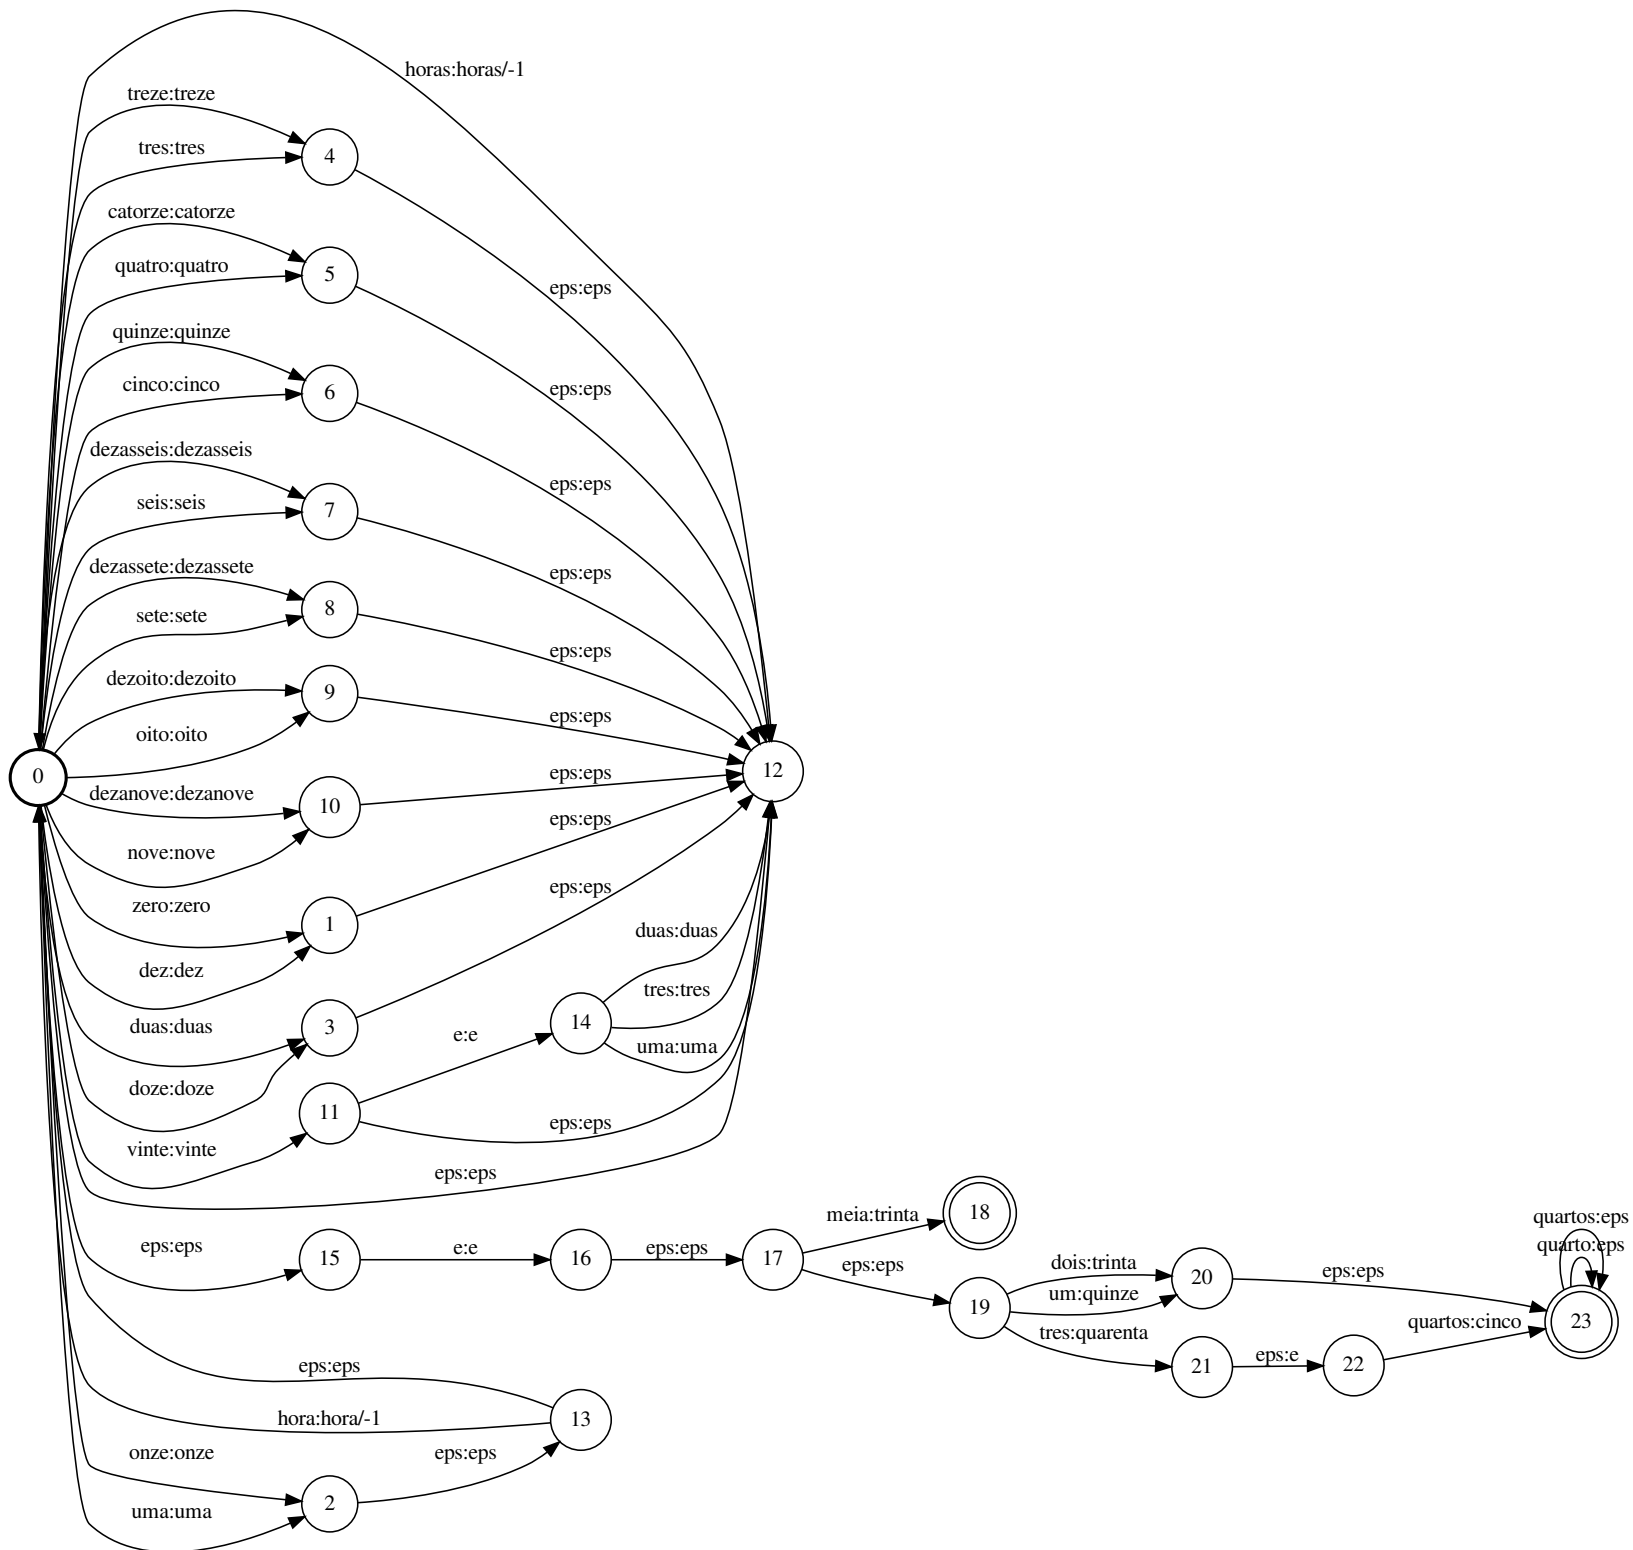 horas:horas/-1
treze:treze
4
tres:tres
catorze:catorze
5
quatro:quatro
eps:eps
quinze:quinze
6
cinco:cinco
eps:eps
dezasseis:dezasseis
eps:eps
seis:seis
7
dezassete:dezassete
eps:eps
sete:sete
8
eps:eps
dezoito:dezoito
9
eps:eps
oito:oito
0
12
dezanove:dezanove
10
eps:eps
nove:nove
eps:eps
zero:zero
1
eps:eps
dez:dez
duas:duas
tres:tres
duas:duas
3
14
e:e
uma:uma
doze:doze
11
eps:eps
vinte:vinte
eps:eps
eps:eps
15
e:e
16
eps:eps
17
meia:trinta
18
eps:eps
19
dois:trinta
um:quinze
tres:quarenta
20
eps:eps
21
eps:e
22
quartos:cinco
quartos:eps
quarto:eps
23
eps:eps
hora:hora/-1
13
onze:onze
eps:eps
2
uma:uma